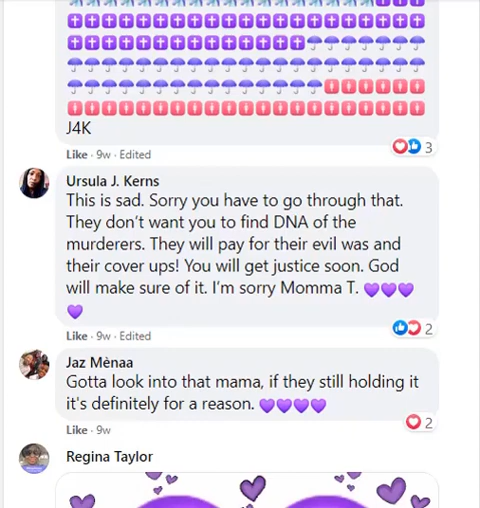 J4K
Like · 9w · Edited
3
Ursula J. Kerns
This is sad. Sorry you have to go through that.
They don't want you to find DNA of the
murderers. They will pay for their evil was and
their cover ups! You will get justice soon. God
will make sure of it. I'm sorry Momma T. 💜💜💜
💜
Like · 9w · Edited
2
Jaz Mènaa
Gotta look into that mama, if they still holding it
it's definitely for a reason. 💜💜💜💜
Like · 9w
2
Regina Taylor